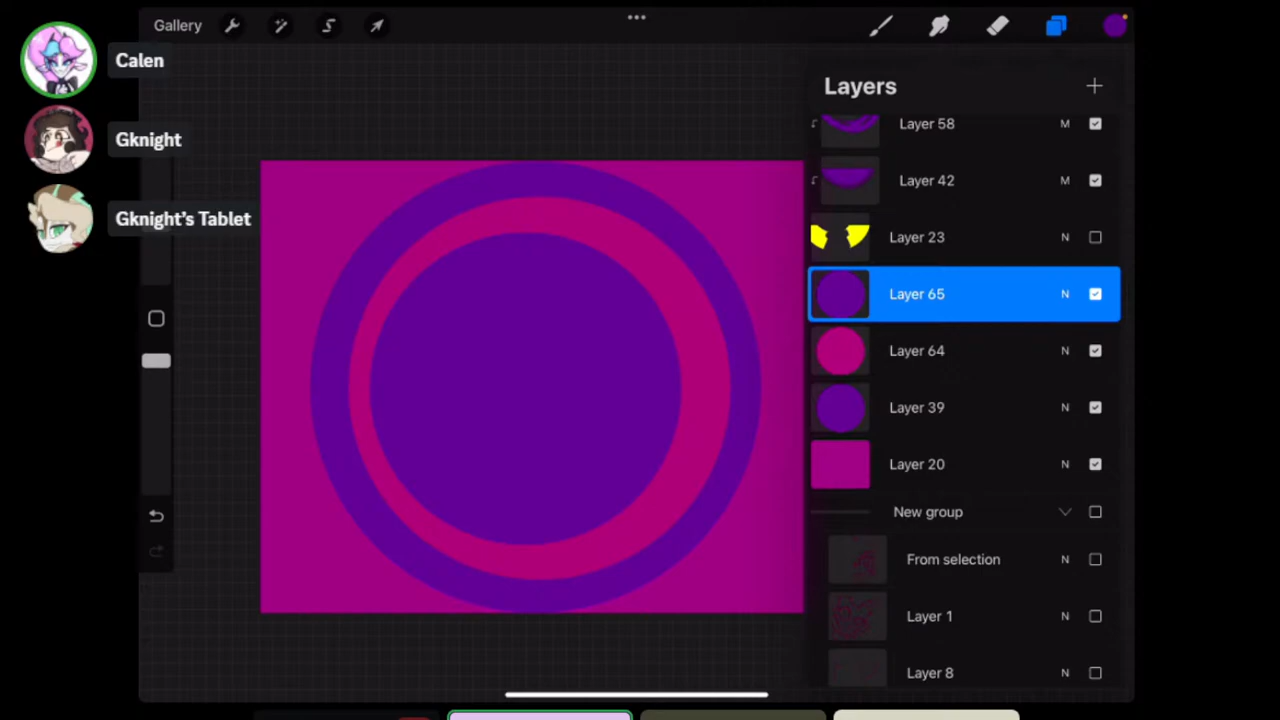 Gallery
Calen
Gknight
Gknight's Tablet
Layers
Layer 58 M
Layer 42 M
Layer 23 N
Layer 65 N
Layer 64 N
Layer 39 N
Layer 20 N
New group
From selection N
Layer 1 N
Layer 8 N